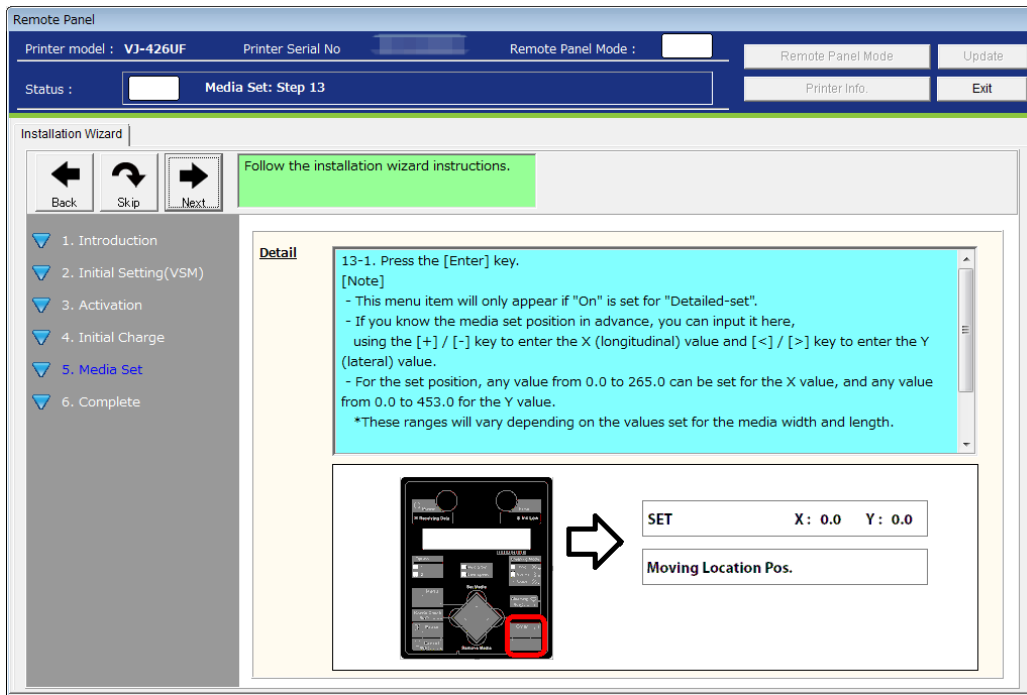 Remote Panel
Printer model : VJ-426UF Printer Serial No Remote Panel Mode :
Remote Panel Mode Update
Status : Media Set: Step 13
Printer Info. Exit
Installation Wizard
Back Skip Next
Follow the installation wizard instructions.
1. Introduction
2. Initial Setting(VSM)
3. Activation
4. Initial Charge
5. Media Set
6. Complete
Detail
13-1. Press the [Enter] key.
[Note]
- This menu item will only appear if "On" is set for "Detailed-set".
- If you know the media set position in advance, you can input it here,
using the [+] / [-] key to enter the X (longitudinal) value and [<] / [>] key to enter the Y
(lateral) value.
- For the set position, any value from 0.0 to 265.0 can be set for the X value, and any value
from 0.0 to 453.0 for the Y value.
*These ranges will vary depending on the values set for the media width and length.
SET X : 0.0 Y : 0.0
Moving Location Pos.